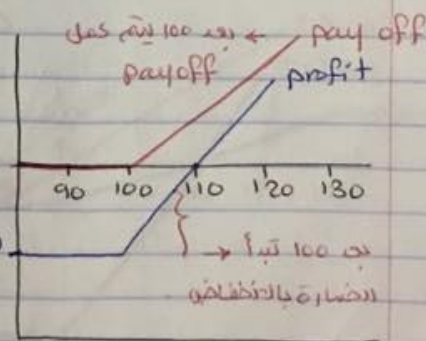 بعد 100 يتم عمل ← pay off
payoff
profit
90 100 110 120 130
بعد 100 تبدأ ←
الخسارة بالانخفاض